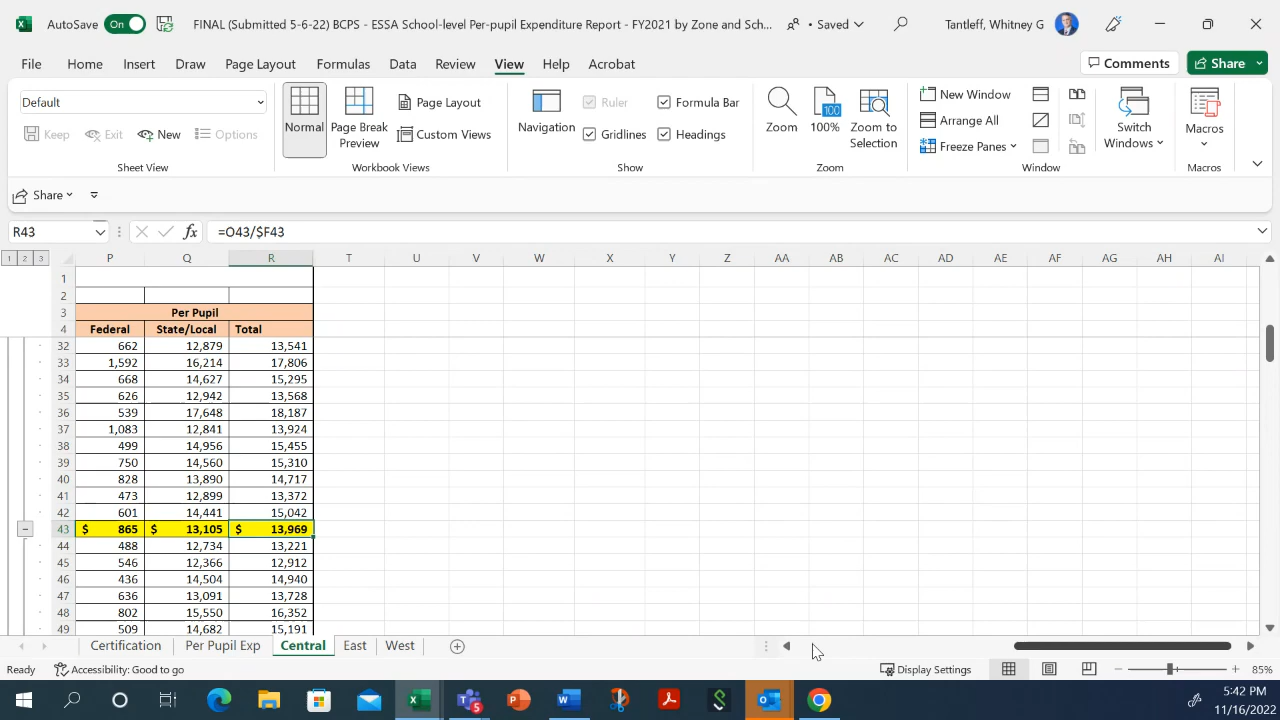 AutoSave On FINAL (Submitted 5-6-22) BCPS - ESSA School-level Per-pupil Expenditure Report - FY2021 by Zone and Sch... • Saved Tantleff, Whitney G
File Home Insert Draw Page Layout Formulas Data Review View Help Acrobat Comments Share
Default
Keep Exit New Options
Sheet View
Normal Page Break Preview Page Layout Custom Views
Workbook Views
Navigation Ruler Formula Bar Gridlines Headings
Show
Zoom 100% Zoom to Selection
Zoom
New Window Arrange All Freeze Panes Switch Windows
Window
Macros
Macros
Share
R43 fx =O43/$F43
1 2 3 P Q R T U V W X Y Z AA AB AC AD AE AF AG AH AI
1
2
3 Per Pupil
4 Federal State/Local Total
32 662 12,879 13,541
33 1,592 16,214 17,806
34 668 14,627 15,295
35 626 12,942 13,568
36 539 17,648 18,187
37 1,083 12,841 13,924
38 499 14,956 15,455
39 750 14,560 15,310
40 828 13,890 14,717
41 473 12,899 13,372
42 601 14,441 15,042
43 $ 865 $ 13,105 $ 13,969
44 488 12,734 13,221
45 546 12,366 12,912
46 436 14,504 14,940
47 636 13,091 13,728
48 802 15,550 16,352
49 509 14,682 15,191
Certification Per Pupil Exp Central East West
Ready Accessibility: Good to go Display Settings 85%
5:42 PM
11/16/2022